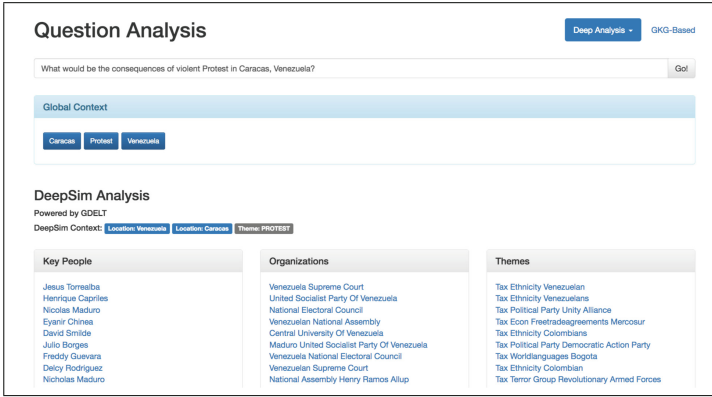 Question Analysis
Deep Analysis
GKG-Based
What would be the consequences of violent Protest in Caracas, Venezuela?
Go!
Global Context
Caracas
Protest
Venezuela
DeepSim Analysis
Powered by GDELT
DeepSim Context: Location: Venezuela Location: Caracas Theme: PROTEST
Key People
Jesus Torrealba
Henrique Capriles
Nicolas Maduro
Eyanir Chinea
David Smilde
Julio Borges
Freddy Guevara
Delcy Rodriguez
Nicholas Maduro
Organizations
Venezuela Supreme Court
United Socialist Party Of Venezuela
National Electoral Council
Venezuelan National Assembly
Central University Of Venezuela
Maduro United Socialist Party Of Venezuela
Venezuela National Electoral Council
Venezuelan Supreme Court
National Assembly Henry Ramos Allup
Themes
Tax Ethnicity Venezuelan
Tax Ethnicity Venezuelans
Tax Political Party Unity Alliance
Tax Econ Freetradeagreements Mercosur
Tax Ethnicity Colombians
Tax Political Party Democratic Action Party
Tax Worldlanguages Bogota
Tax Ethnicity Colombian
Tax Terror Group Revolutionary Armed Forces